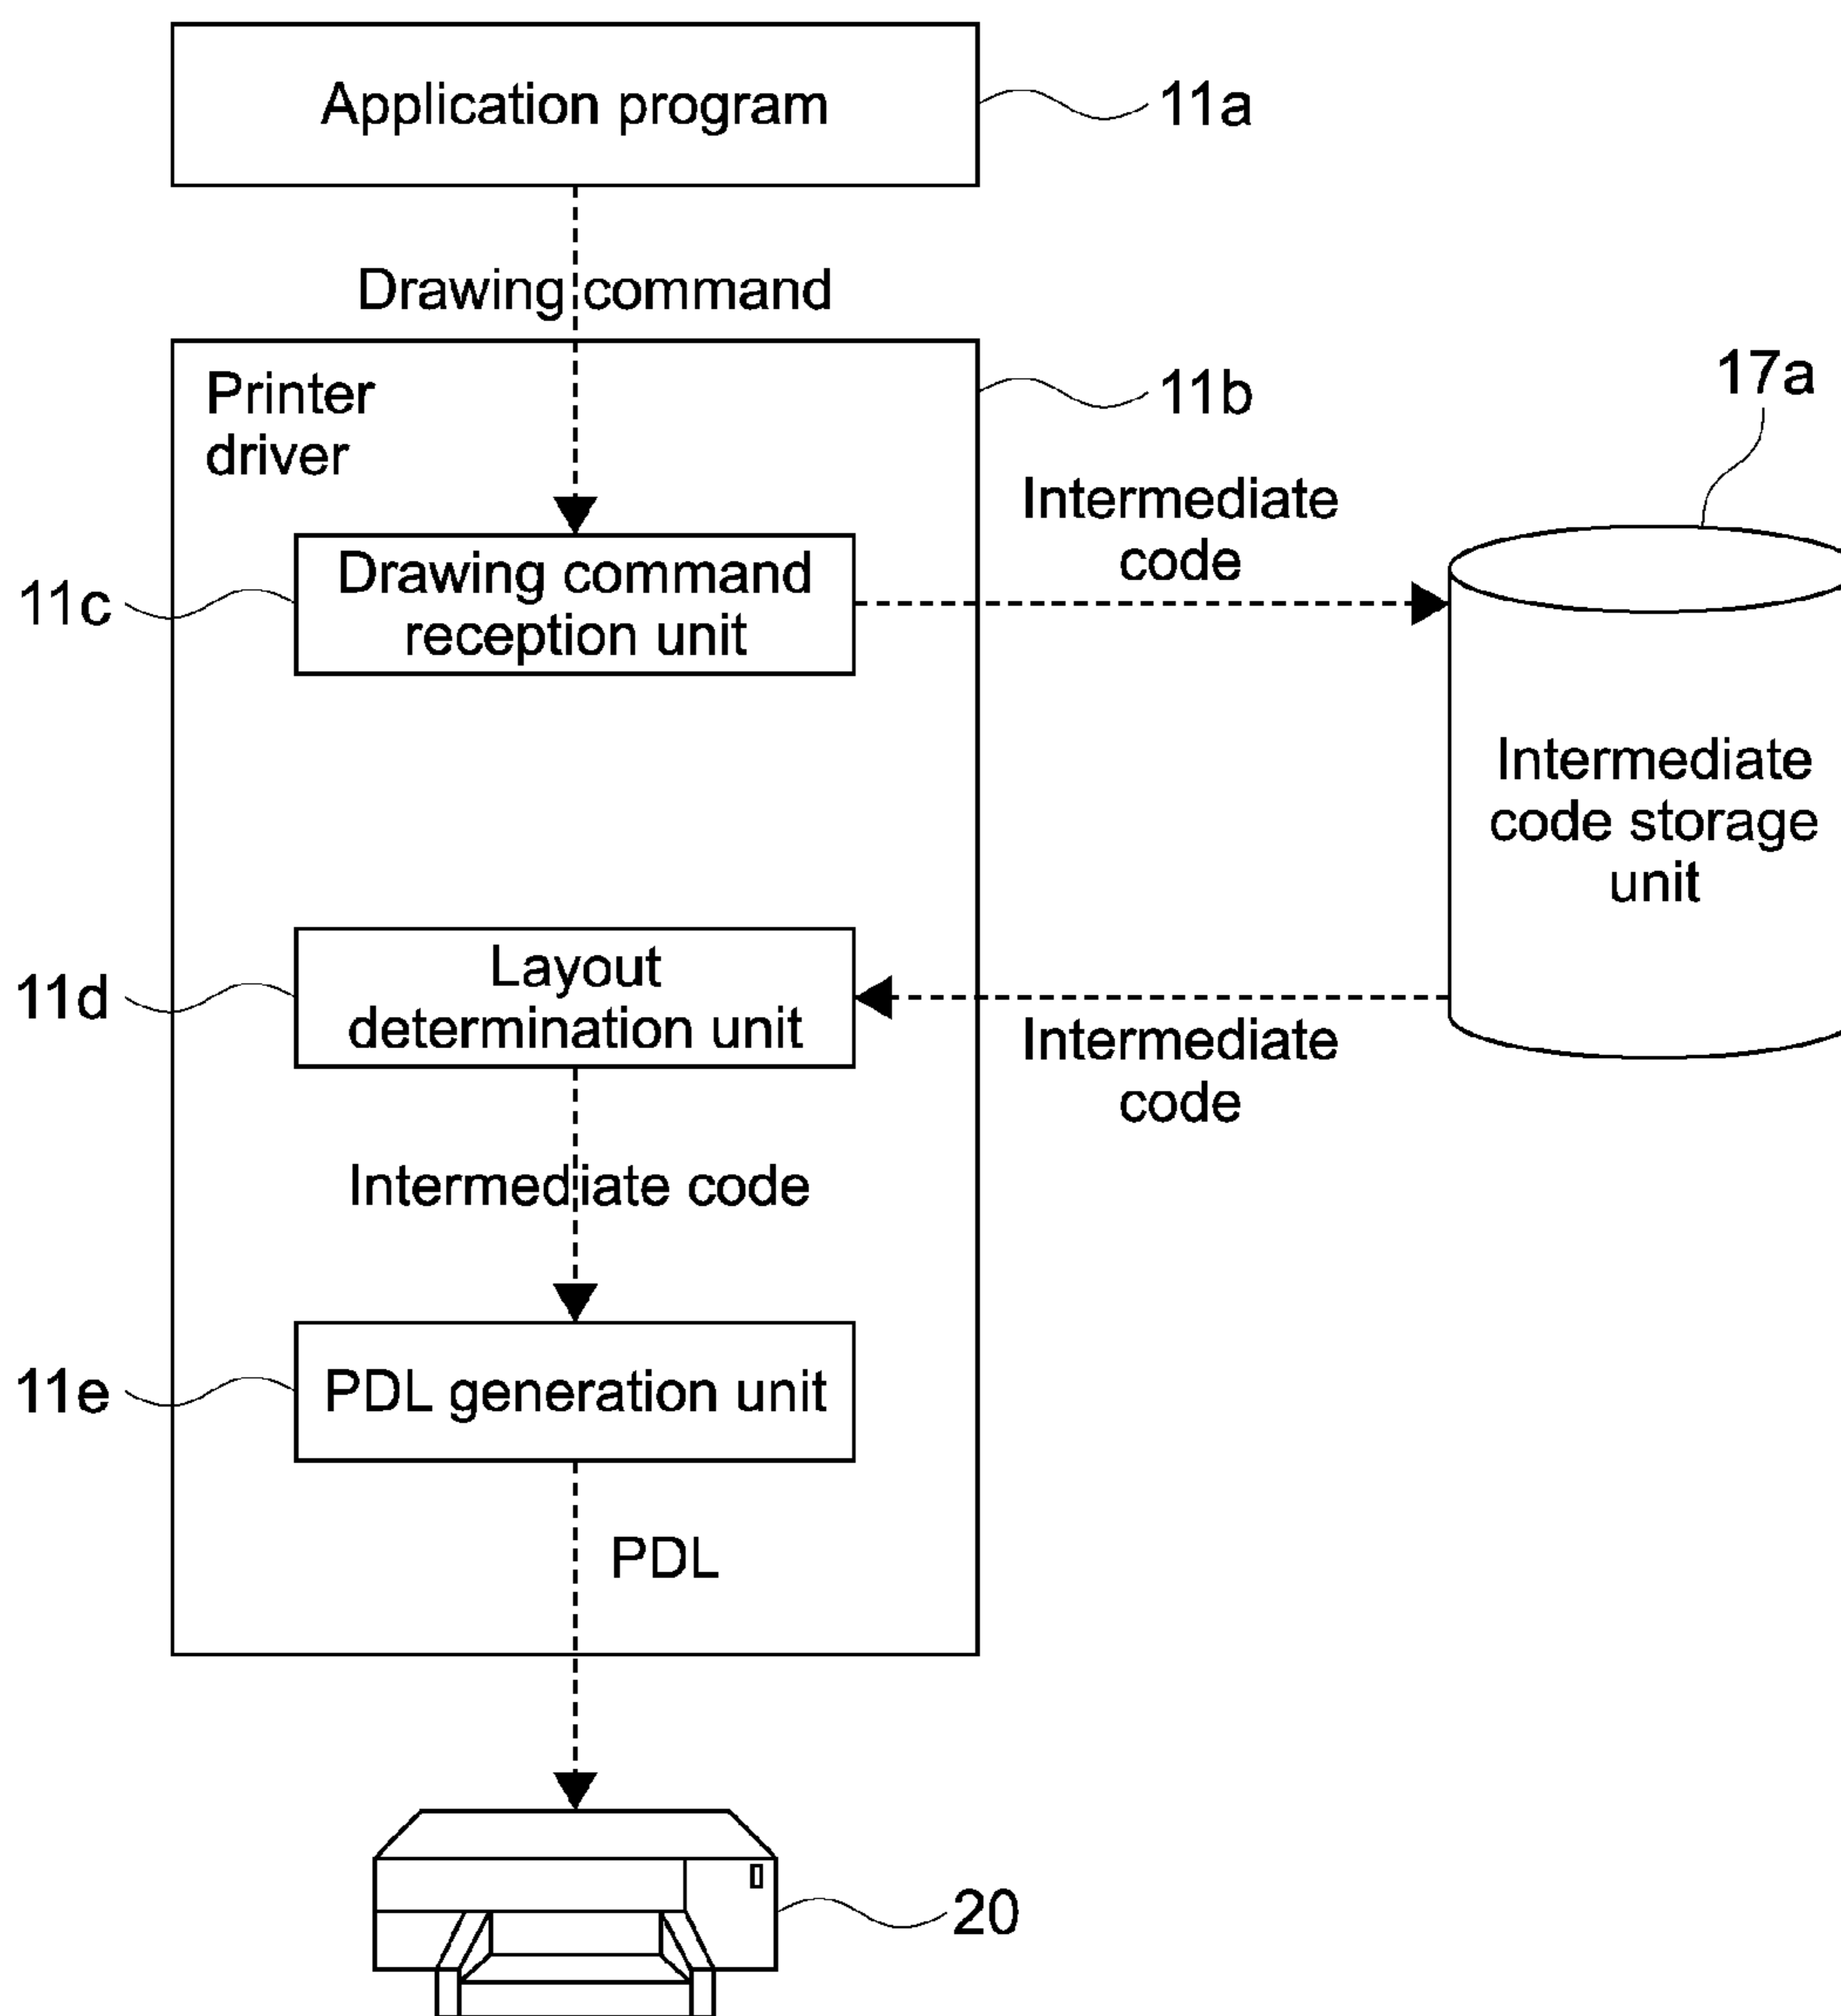 Application program
11a
Drawing command
Printer
driver
11b
17a
Intermediate
code
11c
Drawing command
reception unit
Intermediate
code storage
unit
11d
Layout
determination unit
Intermediate
code
Intermediate code
11e
PDL generation unit
PDL
20